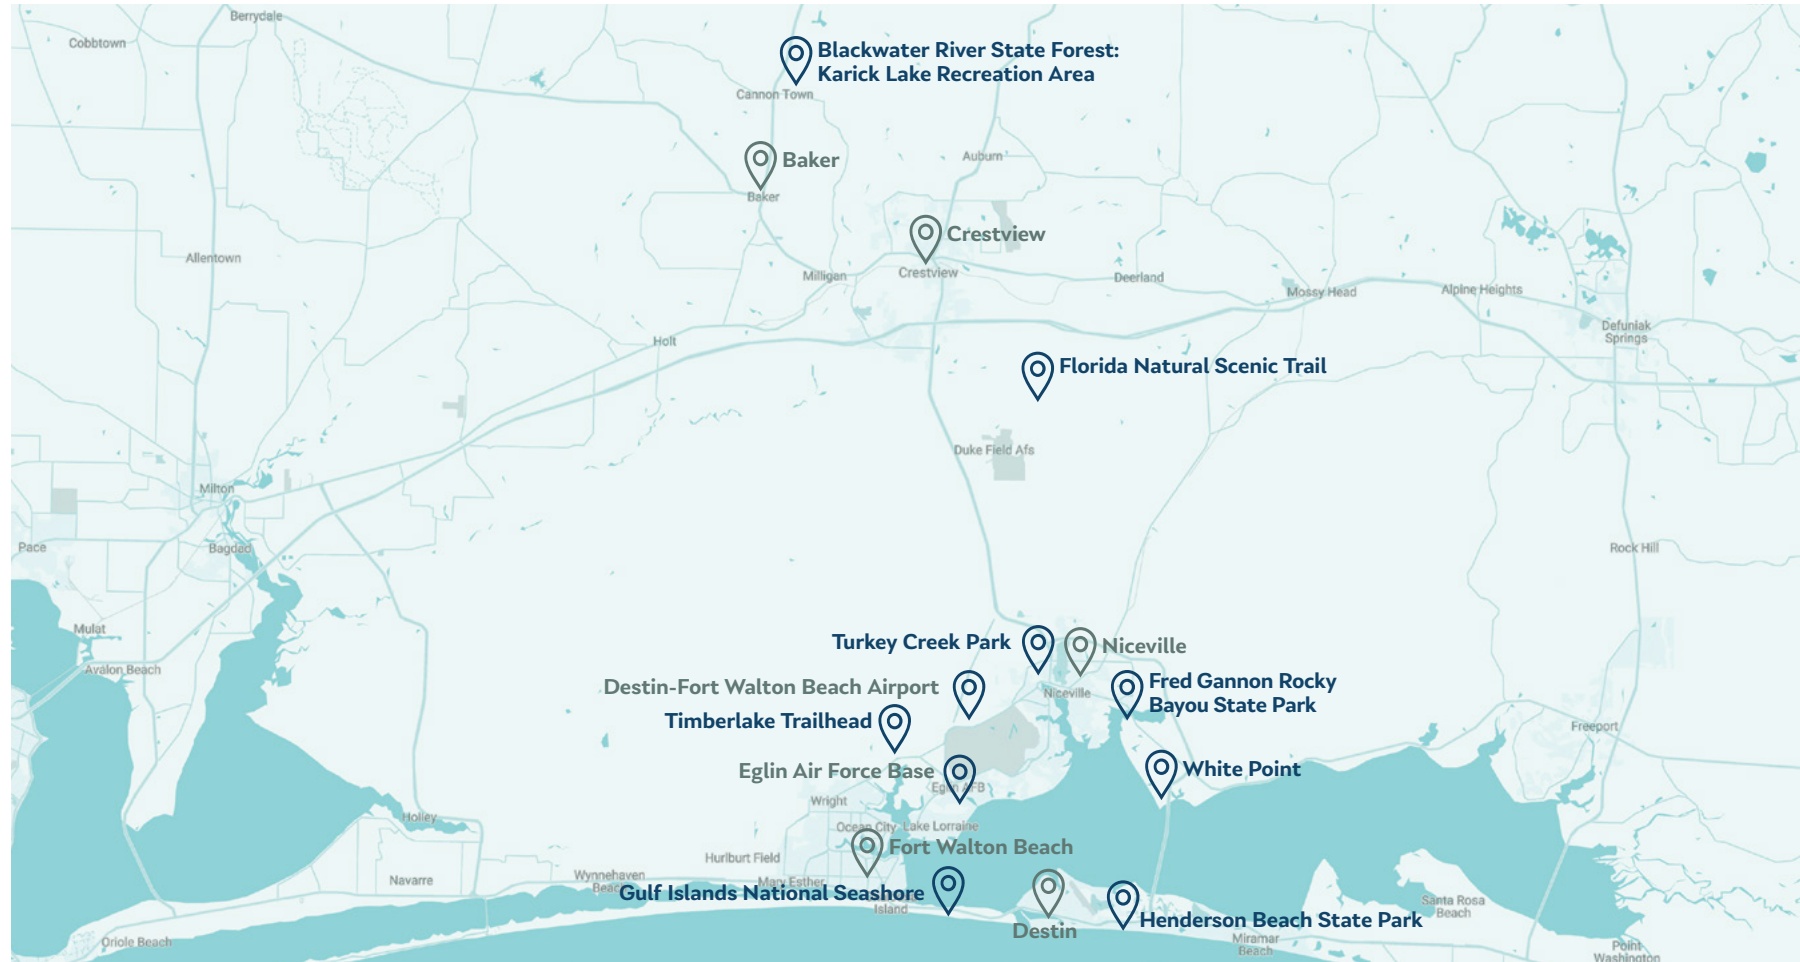 Berrydale
Cobbtown
Blackwater River State Forest:
Karick Lake Recreation Area
Cannon Town
Baker
Auburn
Baker
Crestview
Allentown
Milligan
Crestview
Deerland
Mossy Head
Alpine Heights
Defuniak
Springs
Holt
Florida Natural Scenic Trail
Duke Field Afs
Milton
Pace
Bagdad
Rock Hill
Mulat
Turkey Creek Park
Niceville
Avalon Beach
Destin-Fort Walton Beach Airport
Niceville
Fred Gannon Rocky
Bayou State Park
Timberlake Trailhead
Freeport
Eglin Air Force Base
White Point
Eglin AFB
Wright
Holley
Ocean City
Lake Lorraine
Fort Walton Beach
Hurlburt Field
Navarre
Wynnehaven
Beach
Mary Esther
Gulf Islands National Seashore
Island
Santa Rosa
Beach
Henderson Beach State Park
Destin
Oriole Beach
Miramar
Beach
Point
Washington